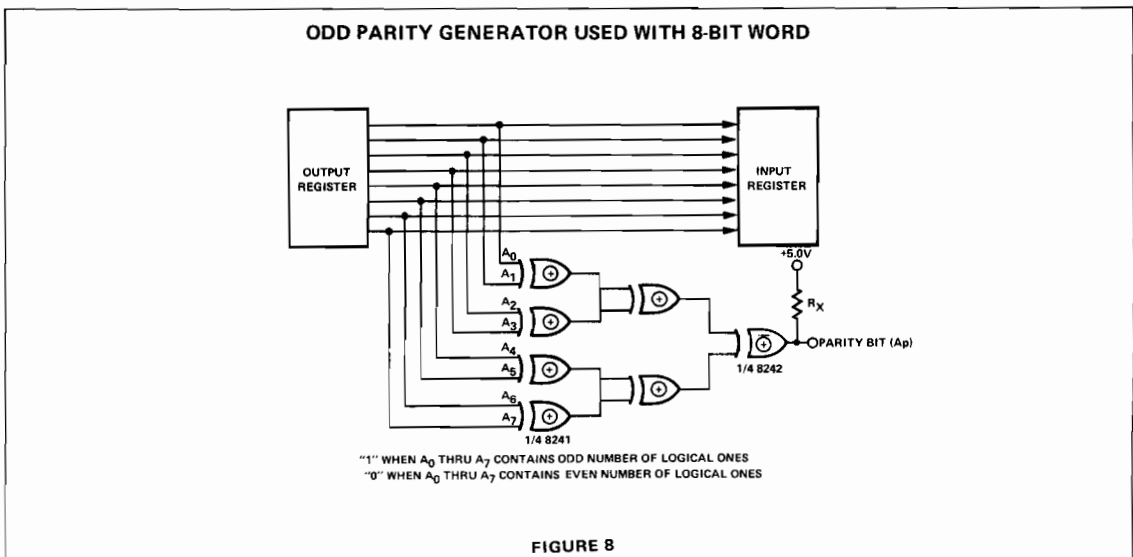 ODD PARITY GENERATOR USED WITH 8-BIT WORD
OUTPUT
REGISTER
INPUT
REGISTER
+5.0V
RX
A0
A1
A2
A3
A4
A5
A6
A7
PARITY BIT (Ap)
1/4 8242
1/4 8241
"1" WHEN A0 THRU A7 CONTAINS ODD NUMBER OF LOGICAL ONES
"0" WHEN A0 THRU A7 CONTAINS EVEN NUMBER OF LOGICAL ONES
FIGURE 8